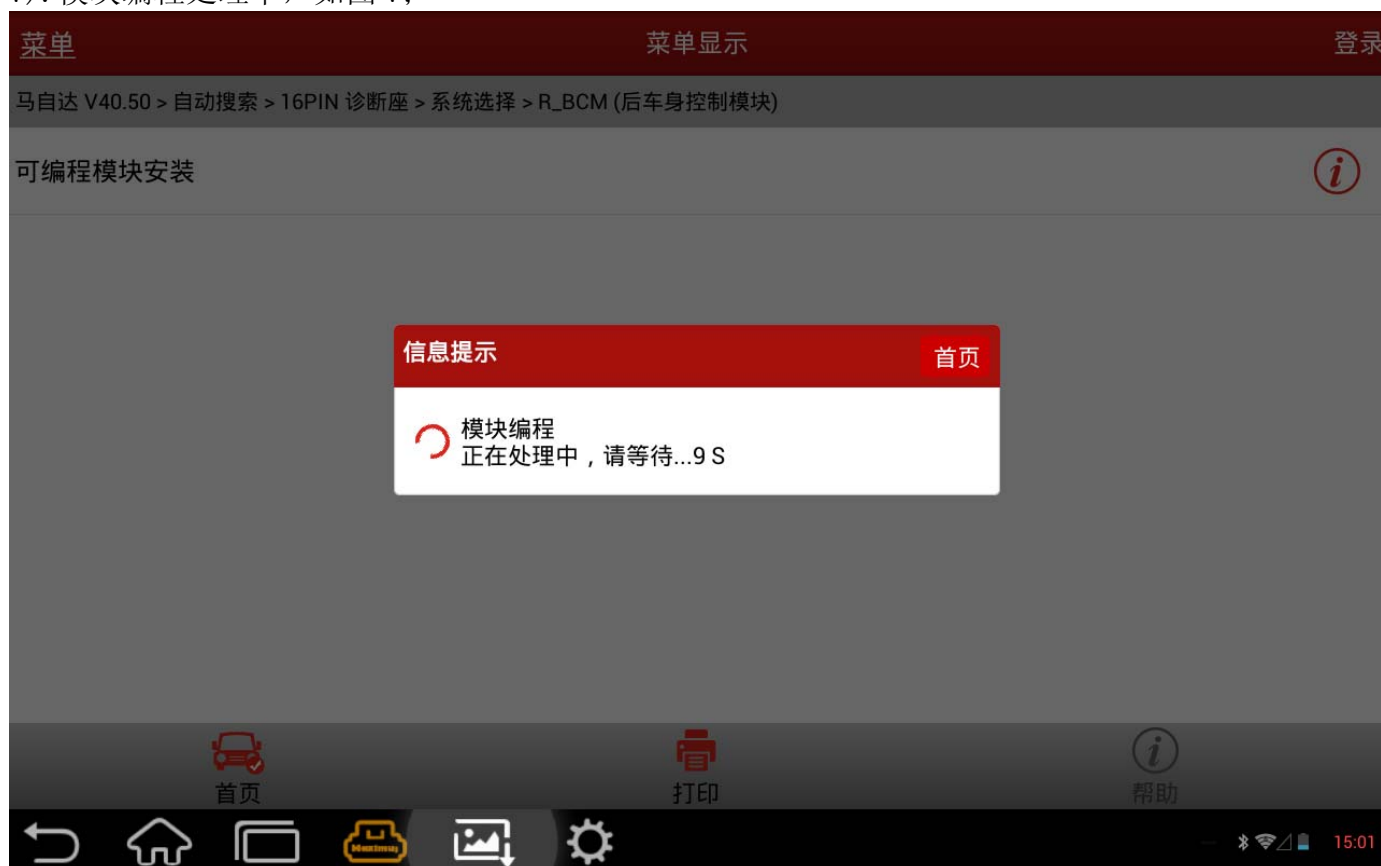 菜单
菜单显示
登录
马自达 V40.50 > 自动搜索 > 16PIN 诊断座 > 系统选择 > R_BCM (后车身控制模块)
可编程模块安装
信息提示
首页
模块编程
正在处理中，请等待...9 S
首页
打印
帮助
Maximus
15:01